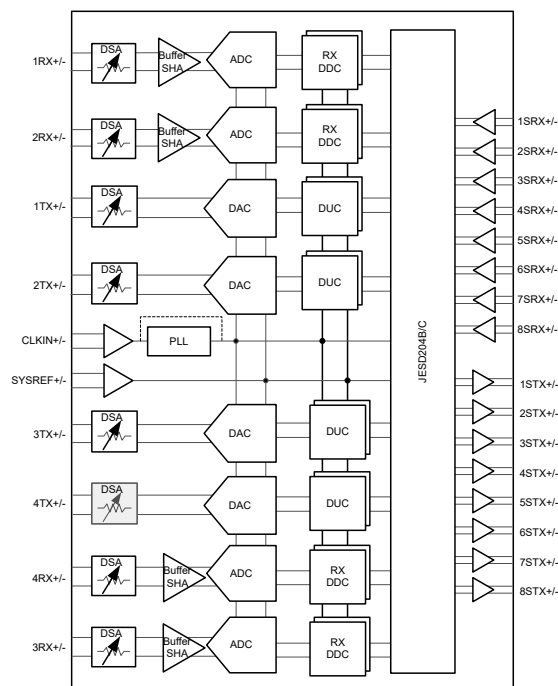 1RX+/-
DSA
Buffer
SHA
ADC
RX
DDC
2RX+/-
DSA
Buffer
SHA
ADC
RX
DDC
1TX+/-
DSA
DAC
DUC
2TX+/-
DSA
DAC
DUC
CLKIN+/-
PLL
SYSREF+/-
3TX+/-
DSA
DAC
DUC
4TX+/-
DSA
DAC
DUC
4RX+/-
DSA
Buffer
SHA
ADC
RX
DDC
3RX+/-
DSA
Buffer
SHA
ADC
RX
DDC
JESD204B/C
1SRX+/-
2SRX+/-
3SRX+/-
4SRX+/-
5SRX+/-
6SRX+/-
7SRX+/-
8SRX+/-
1STX+/-
2STX+/-
3STX+/-
4STX+/-
5STX+/-
6STX+/-
7STX+/-
8STX+/-